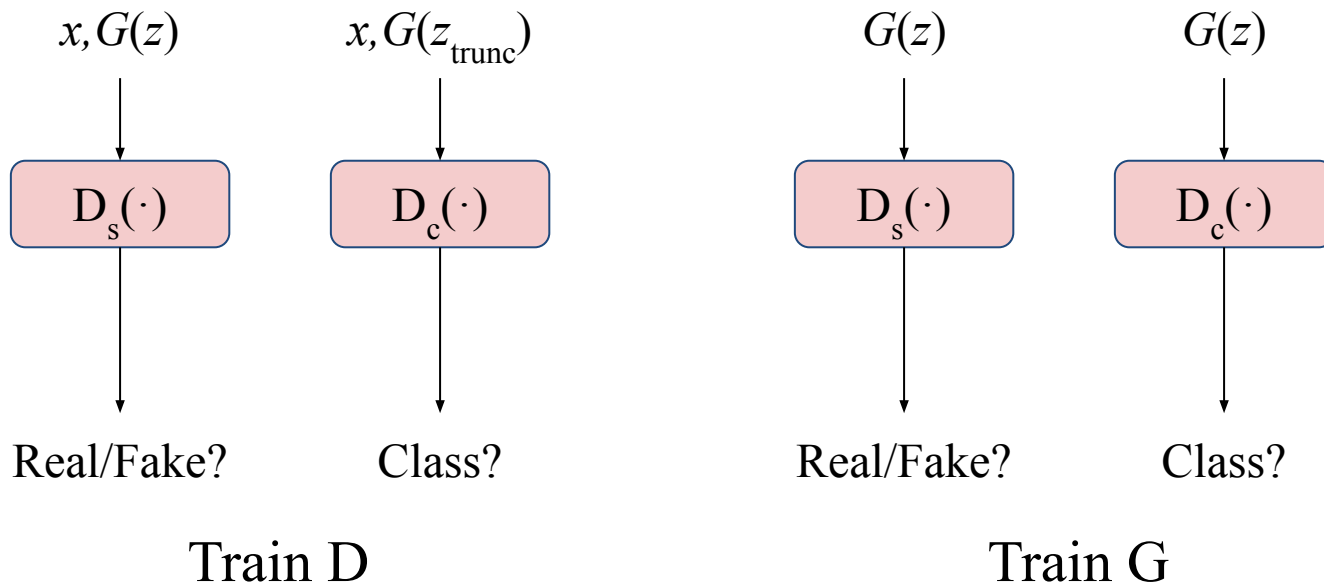 x, G(z)
x, G(z_trunc)
G(z)
G(z)
D_s(·)
D_c(·)
D_s(·)
D_c(·)
Real/Fake?
Class?
Real/Fake?
Class?
Train D
Train G